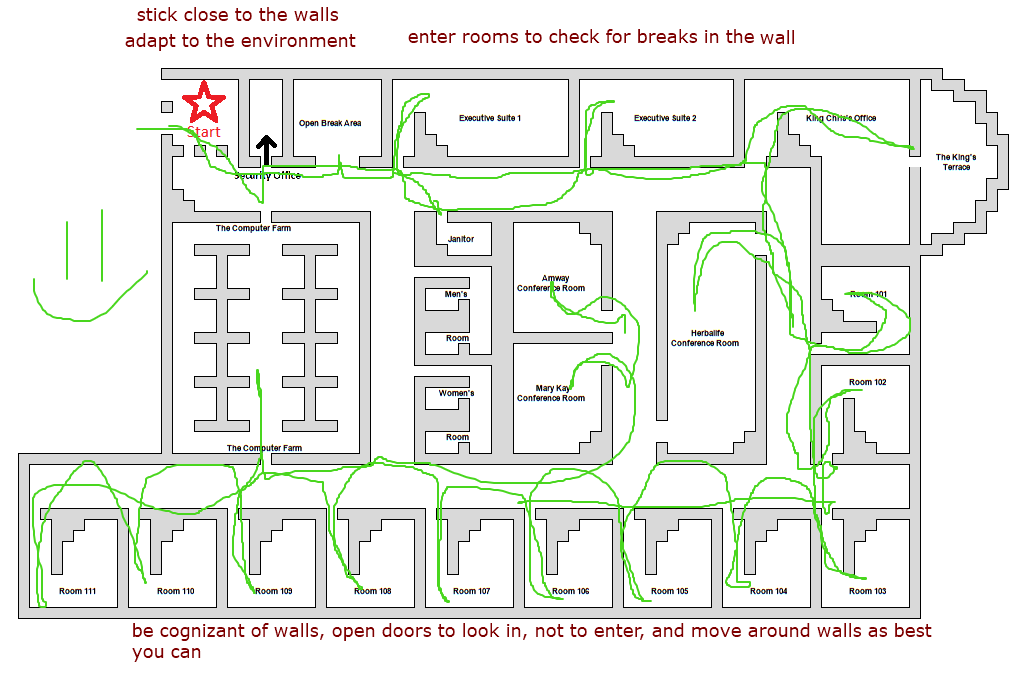 stick close to the walls
adapt to the environment
enter rooms to check for breaks in the wall
Start
Open Break Area
Executive Suite 1
Executive Suite 2
King Chris's Office
The King's
Terrace
Security Office
The Computer Farm
Janitor
Men's
Room
Amway
Conference Room
Room 101
Herbalife
Conference Room
Women's
Room
Mary Kay
Conference Room
Room 102
The Computer Farm
Room 111
Room 110
Room 109
Room 108
Room 107
Room 106
Room 105
Room 104
Room 103
be cognizant of walls, open doors to look in, not to enter, and move around walls as best
you can